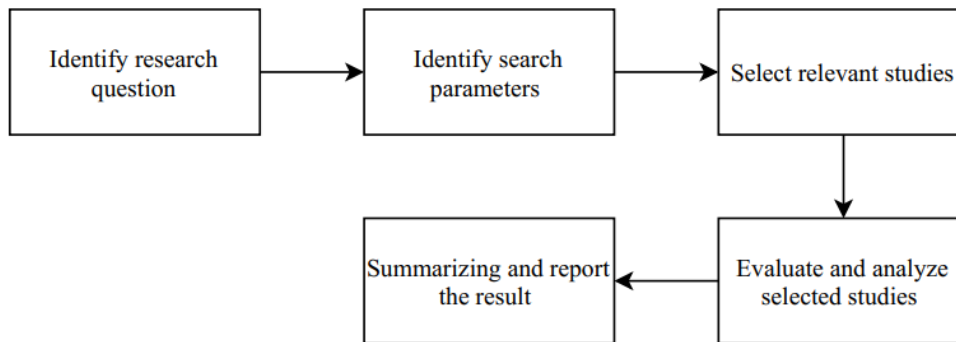 Identify research
question
Identify search
parameters
Select relevant studies
Evaluate and analyze
selected studies
Summarizing and report
the result